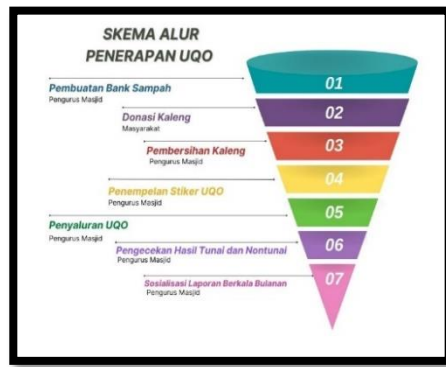 SKEMA ALUR
PENERAPAN UQO
01
Pembuatan Bank Sampah
Pengurus Masjid
02
Donasi Kaleng
Masyarakat
03
Pembersihan Kaleng
Pengurus Masjid
04
Penempelan Stiker UQO
Pengurus Masjid
05
Penyaluran UQO
Pengurus Masjid
06
Pengecekan Hasil Tunai dan Nontunai
Pengurus Masjid
07
Sosialisasi Laporan Berkala Bulanan
Pengurus Masjid